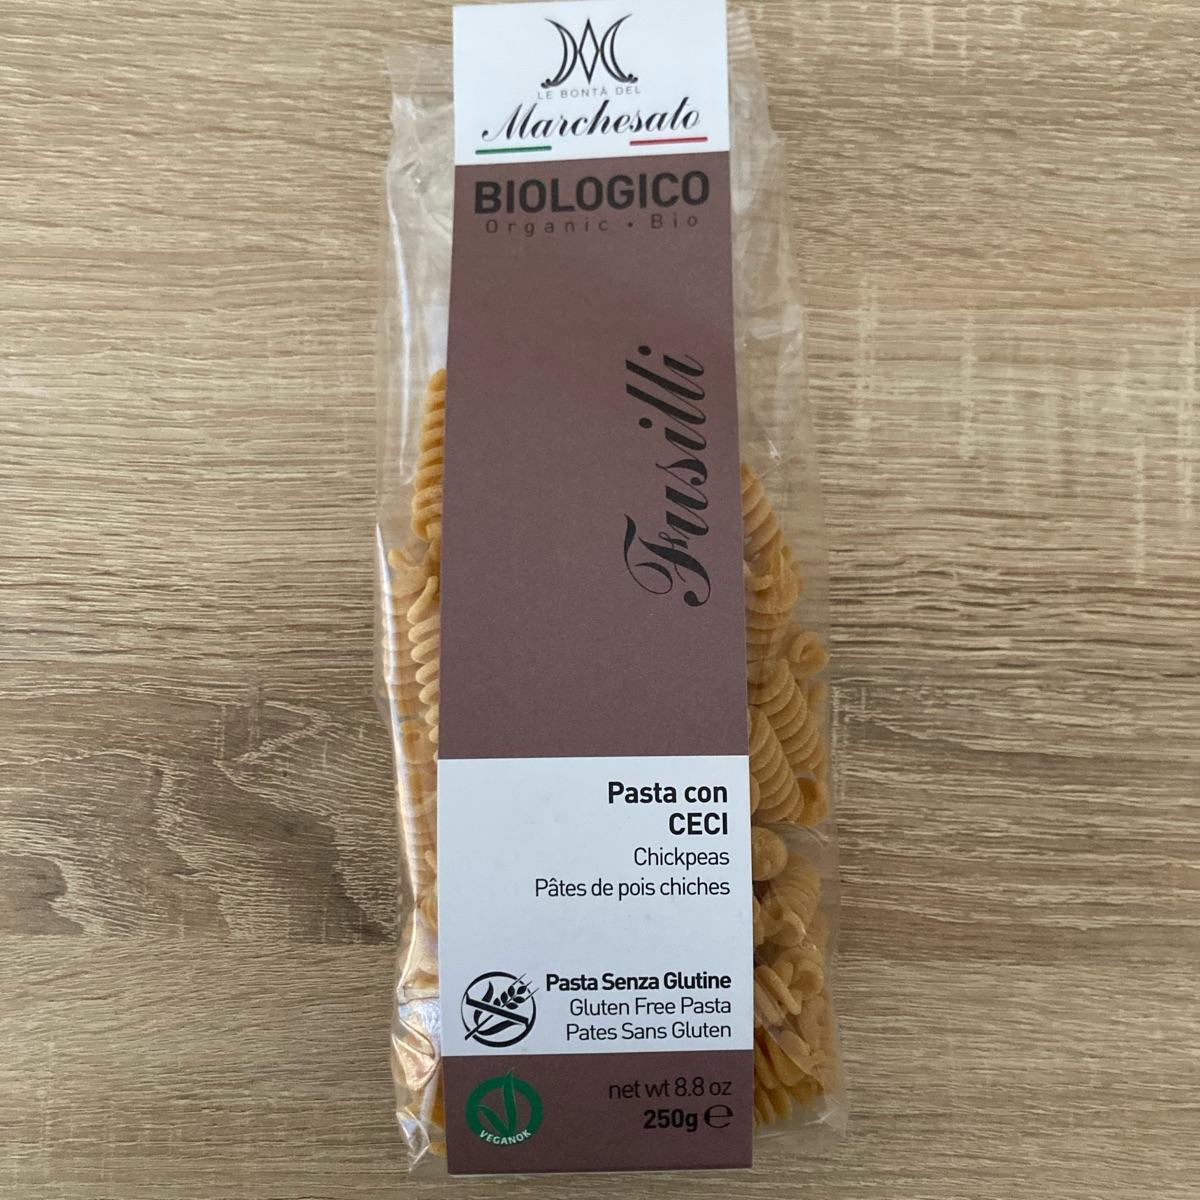 LE BONTÀ DEL
Marchesato
BIOLOGICO
Organic • Bio
Fusilli
Pasta con
CECI
Chickpeas
Pâtes de pois chiches
Pasta Senza Glutine
Gluten Free Pasta
Pates Sans Gluten
VEGANOK
net wt 8.8 oz
250g ℮